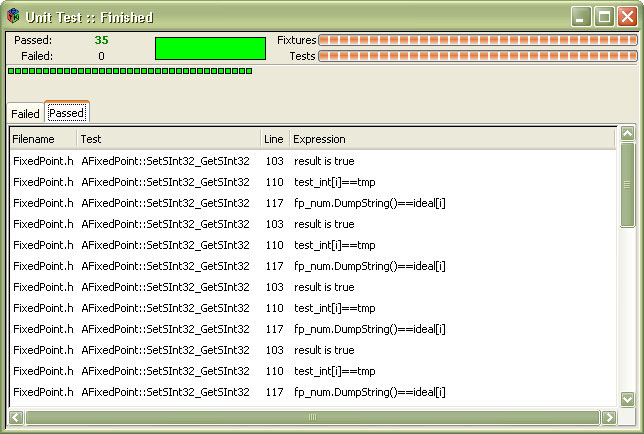 Unit Test :: Finished
Passed: 35 Fixtures
Failed: 0 Tests
Failed Passed
Filename Test Line Expression
FixedPoint.h AFixedPoint::SetSInt32_GetSInt32 103 result is true
FixedPoint.h AFixedPoint::SetSInt32_GetSInt32 110 test_int[i]==tmp
FixedPoint.h AFixedPoint::SetSInt32_GetSInt32 117 fp_num.DumpString()==ideal[i]
FixedPoint.h AFixedPoint::SetSInt32_GetSInt32 103 result is true
FixedPoint.h AFixedPoint::SetSInt32_GetSInt32 110 test_int[i]==tmp
FixedPoint.h AFixedPoint::SetSInt32_GetSInt32 117 fp_num.DumpString()==ideal[i]
FixedPoint.h AFixedPoint::SetSInt32_GetSInt32 103 result is true
FixedPoint.h AFixedPoint::SetSInt32_GetSInt32 110 test_int[i]==tmp
FixedPoint.h AFixedPoint::SetSInt32_GetSInt32 117 fp_num.DumpString()==ideal[i]
FixedPoint.h AFixedPoint::SetSInt32_GetSInt32 103 result is true
FixedPoint.h AFixedPoint::SetSInt32_GetSInt32 110 test_int[i]==tmp
FixedPoint.h AFixedPoint::SetSInt32_GetSInt32 117 fp_num.DumpString()==ideal[i]